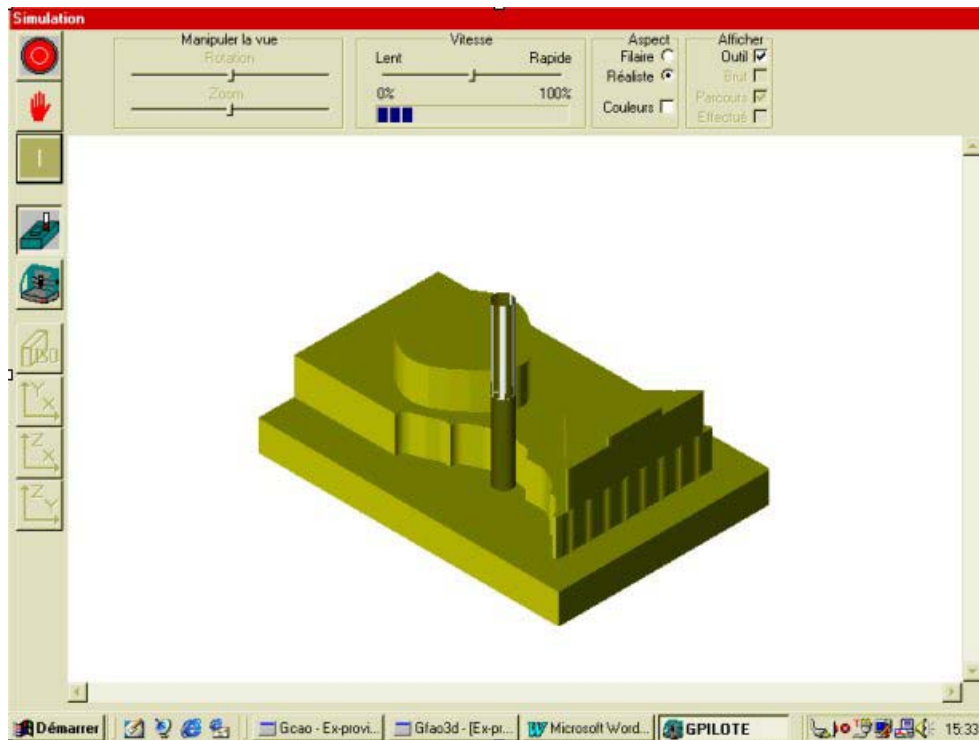 Simulation
Manipuler la vue
Rotation
Zoom
Vitesse
Lent Rapide
0% 100%
Aspect
Filaire
Réaliste
Couleurs
Afficher
Outil
Brut
Parcours
Effectué
I
ISO
Y X
Z X
Z Y
Démarrer
Gcao - Ex-provi...
Gfao3d - [Ex-pr...
Microsoft Word...
GPILOTE
15:33